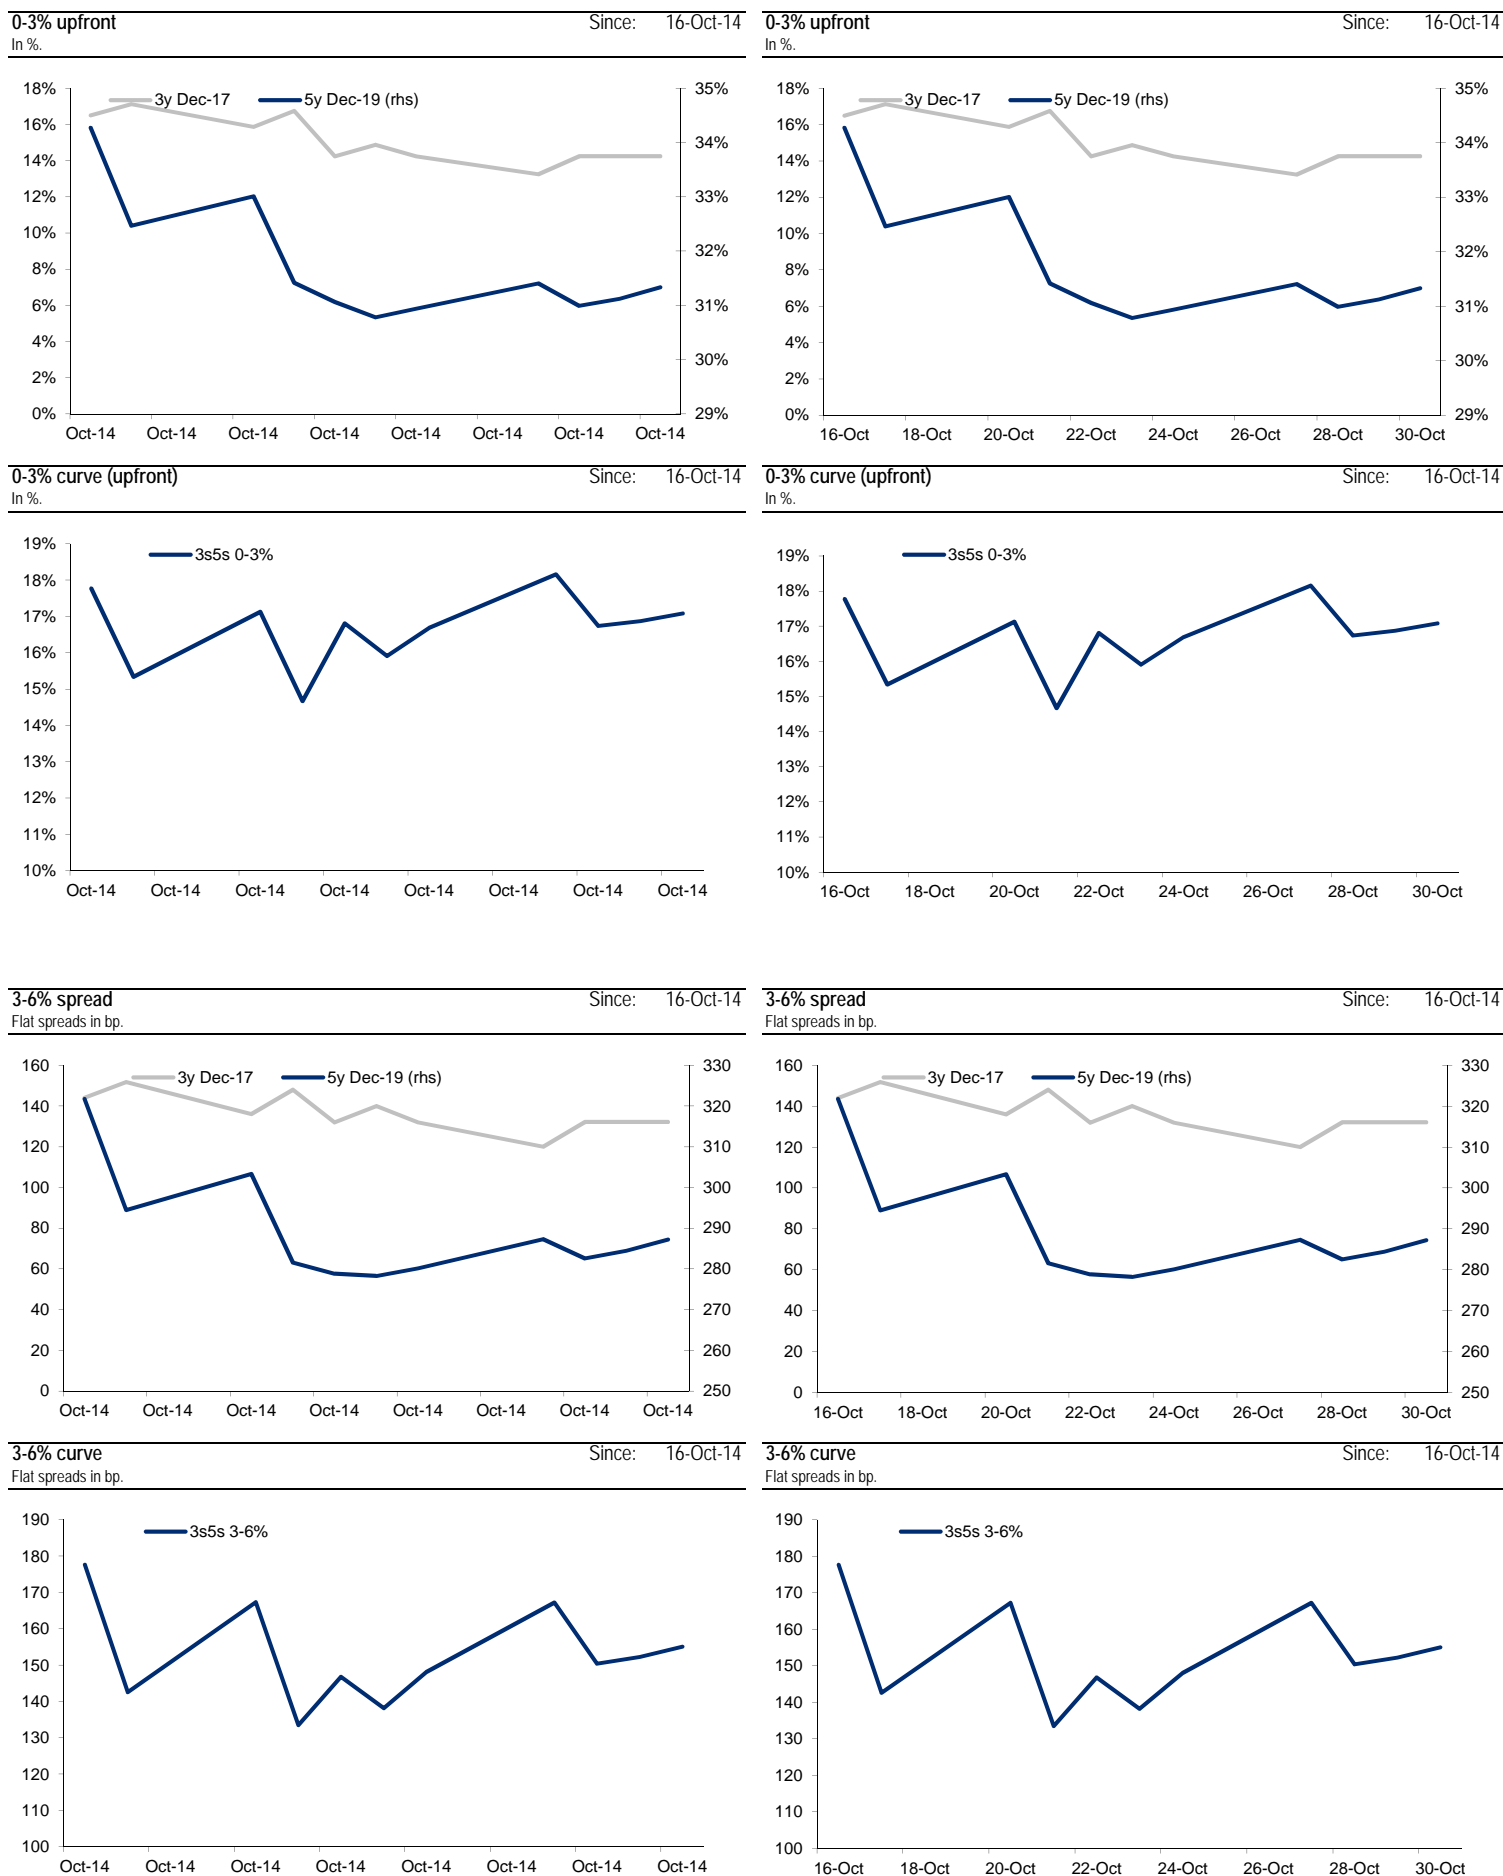 0-3% upfront Since: 16-Oct-14
In %.
3y Dec-17 5y Dec-19 (rhs)
18% 35%
16% 34%
14%
12% 33%
10%
8% 32%
6% 31%
4%
2% 30%
0% 29%
Oct-14 Oct-14 Oct-14 Oct-14 Oct-14 Oct-14 Oct-14 Oct-14
0-3% upfront Since: 16-Oct-14
In %.
3y Dec-17 5y Dec-19 (rhs)
18% 35%
16% 34%
14%
12% 33%
10%
8% 32%
6% 31%
4%
2% 30%
0% 29%
16-Oct 18-Oct 20-Oct 22-Oct 24-Oct 26-Oct 28-Oct 30-Oct
0-3% curve (upfront) Since: 16-Oct-14
In %.
3s5s 0-3%
19%
18%
17%
16%
15%
14%
13%
12%
11%
10%
Oct-14 Oct-14 Oct-14 Oct-14 Oct-14 Oct-14 Oct-14 Oct-14
0-3% curve (upfront) Since: 16-Oct-14
In %.
3s5s 0-3%
19%
18%
17%
16%
15%
14%
13%
12%
11%
10%
16-Oct 18-Oct 20-Oct 22-Oct 24-Oct 26-Oct 28-Oct 30-Oct
3-6% spread Since: 16-Oct-14
Flat spreads in bp.
3y Dec-17 5y Dec-19 (rhs)
160 330
140 320
120 310
100 300
80 290
60 280
40 270
20 260
0 250
Oct-14 Oct-14 Oct-14 Oct-14 Oct-14 Oct-14 Oct-14 Oct-14
3-6% spread Since: 16-Oct-14
Flat spreads in bp.
3y Dec-17 5y Dec-19 (rhs)
160 330
140 320
120 310
100 300
80 290
60 280
40 270
20 260
0 250
16-Oct 18-Oct 20-Oct 22-Oct 24-Oct 26-Oct 28-Oct 30-Oct
3-6% curve Since: 16-Oct-14
Flat spreads in bp.
3s5s 3-6%
190
180
170
160
150
140
130
120
110
100
Oct-14 Oct-14 Oct-14 Oct-14 Oct-14 Oct-14 Oct-14 Oct-14
3-6% curve Since: 16-Oct-14
Flat spreads in bp.
3s5s 3-6%
190
180
170
160
150
140
130
120
110
100
16-Oct 18-Oct 20-Oct 22-Oct 24-Oct 26-Oct 28-Oct 30-Oct